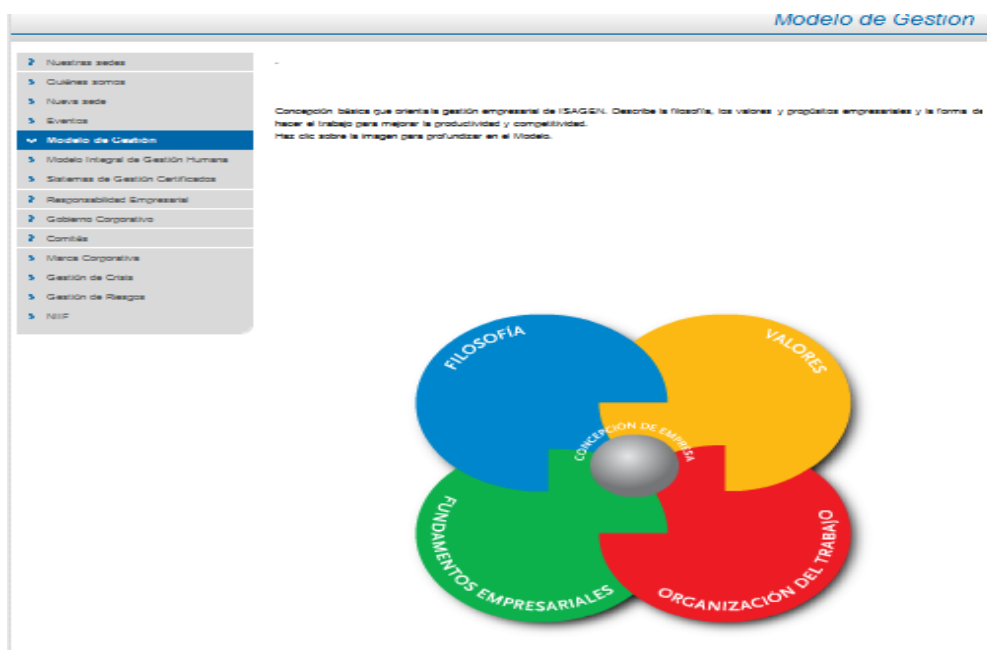 Modelo de Gestión
Nuestras sedes
Quiénes somos
Nueva sede
Eventos
Modelo de Gestión
Modelo Integral de Gestión Humana
Sistemas de Gestión Certificados
Responsabilidad Empresarial
Gobierno Corporativo
Comités
Marca Corporativa
Gestión de Crisis
Gestión de Riesgos
NIIF
-
Concepción básica que orienta la gestión empresarial de ISAGEN. Describe la filosofía, los valores y propósitos empresariales y la forma de
hacer el trabajo para mejorar la productividad y competitividad.
Haz clic sobre la imagen para profundizar en el Modelo.
FILOSOFÍA
VALORES
CONCEPCIÓN DE EMPRESA
FUNDAMENTOS EMPRESARIALES
ORGANIZACIÓN DEL TRABAJO